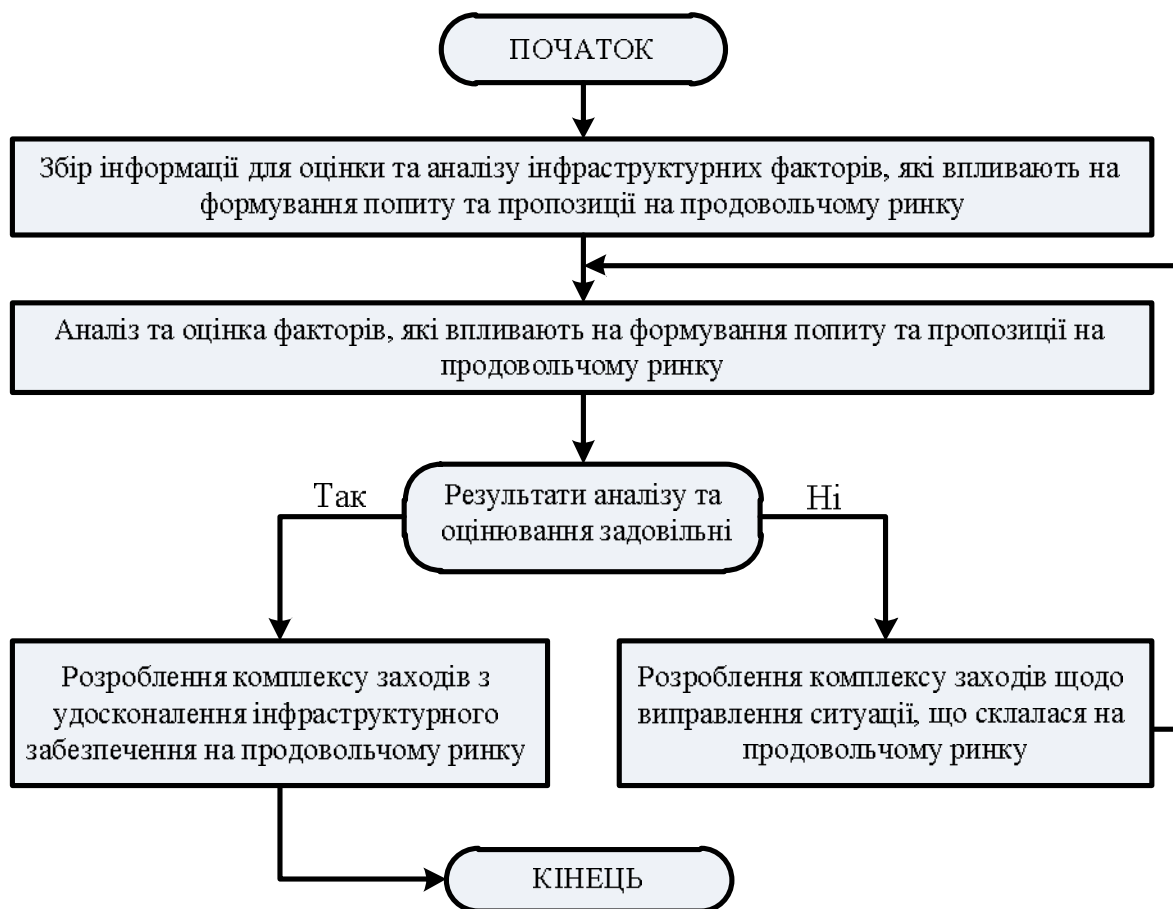 ПОЧАТОК
Збір інформації для оцінки та аналізу інфраструктурних факторів, які впливають на
формування попиту та пропозиції на продовольчому ринку
Аналіз та оцінка факторів, які впливають на формування попиту та пропозиції на
продовольчому ринку
Так
Результати аналізу та
оцінювання задовільні
Ні
Розроблення комплексу заходів з
удосконалення інфраструктурного
забезпечення на продовольчому ринку
Розроблення комплексу заходів щодо
виправлення ситуації, що склалася на
продовольчому ринку
КІНЕЦЬ